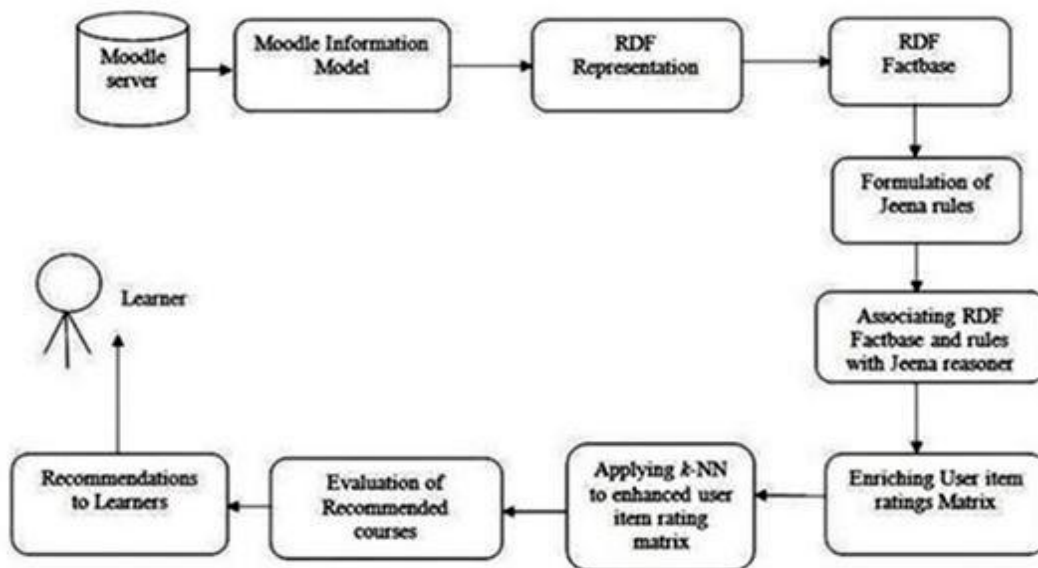 Moodle
server
Moodle Information
Model
RDF
Representation
RDF
Factbase
Formulation of
Jeena rules
Associating RDF
Factbase and rules
with Jeena reasoner
Enriching User item
ratings Matrix
Applying k-NN
to enhanced user
item rating
matrix
Evaluation of
Recommended
courses
Recommendations
to Learners
Learner